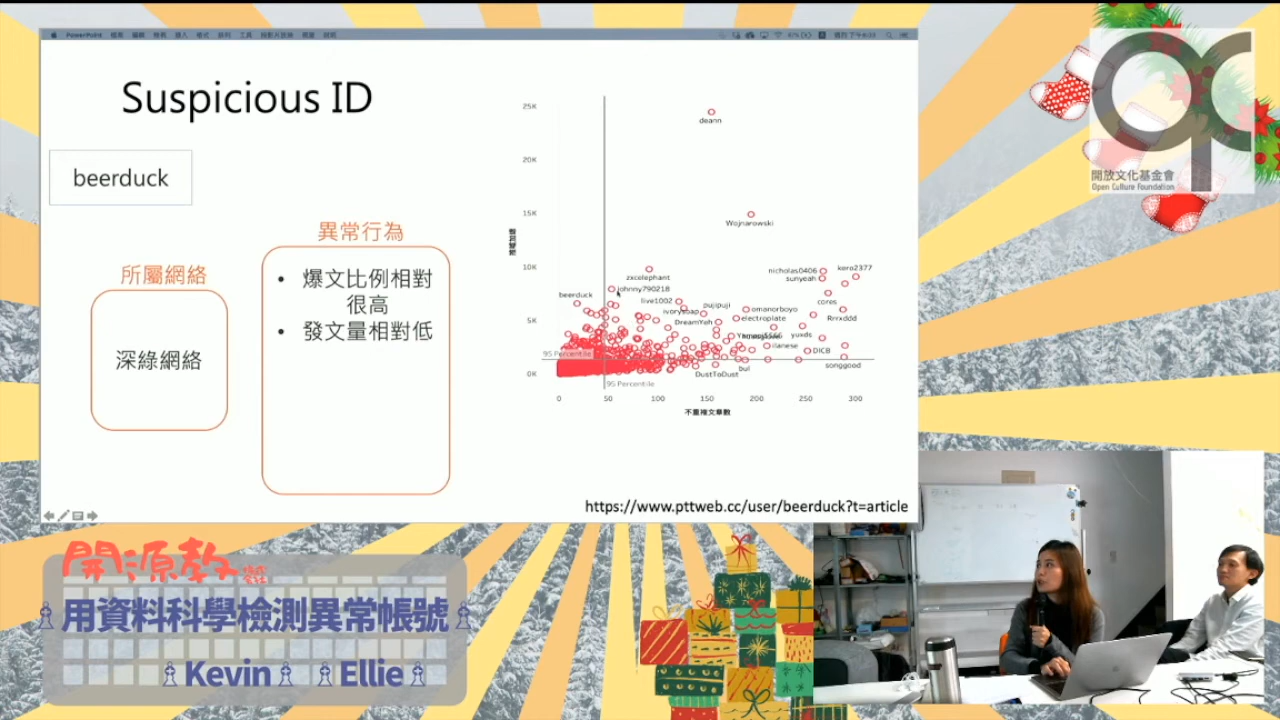 PowerPoint
Suspicious ID
beerduck
所屬網絡
深綠網絡
異常行為
• 爆文比例相對
很高
• 發文量相對低
25K
20K
15K
10K
5K
0K
deann
Wojnarowski
zxcelephant
johnny790218
beerduck
live1002
ivorysoap
pujipuji
DreamYeh
nicholas0406
sunyeah
kero2377
cores
omanorboyo
electroplate
Rrrxddd
yuxds
ilanese
DICB
bul
DustToDust
songgood
95 Percentile
95 Percentile
0
50
100
150
200
250
300
不重複文章數
https://www.pttweb.cc/user/beerduck?t=article
開放文化基金會
Open Culture Foundation
開源教
用資料科學檢測異常帳號
Kevin
Ellie